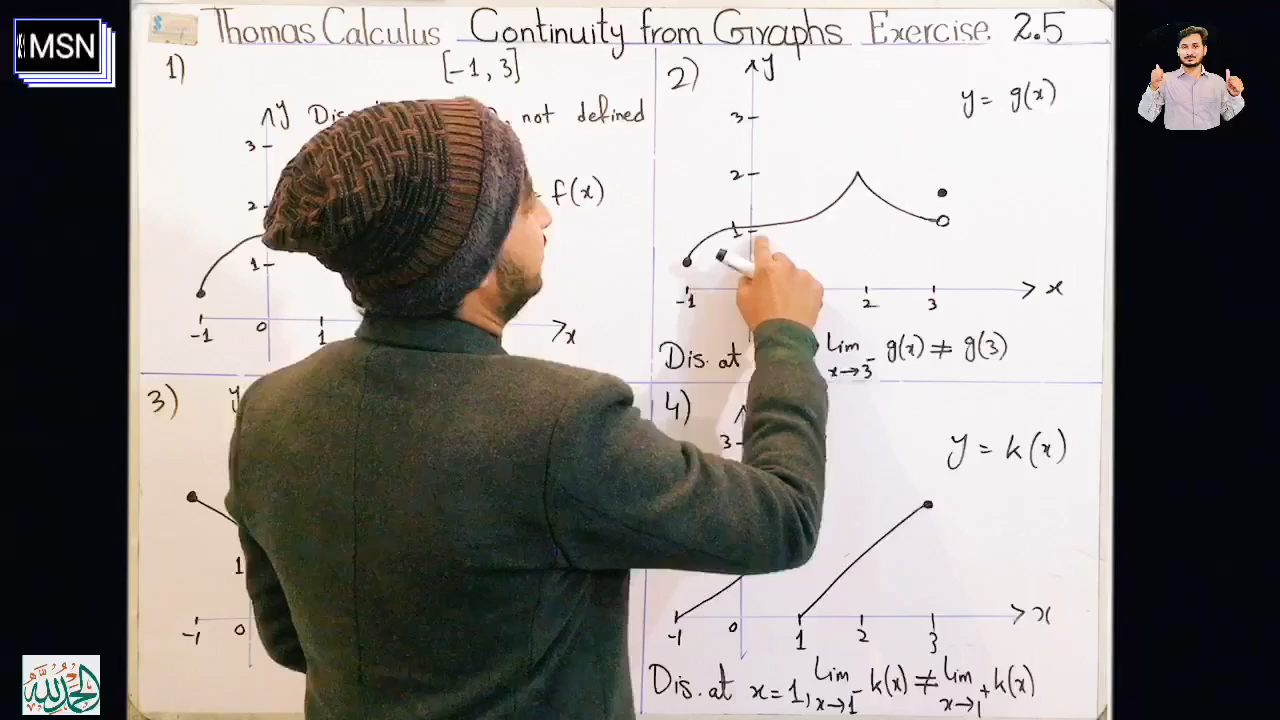 MSN
Thomas Calculus Continuity from Graphs Exercise 2.5
1) [-1, 3]
y not defined
3
2
f(x)
1
-1 0 1 x
2) y
y = g(x)
3
2
1
-1 2 3 x
Dis. at lim x→3⁻ g(x) ≠ g(3)
3) y
1
-1 0
4)
3
y = k(x)
-1 0 1 2 3 x
Dis. at x = 1, lim x→1⁻ k(x) ≠ lim x→1⁺ k(x)
الحمد لله